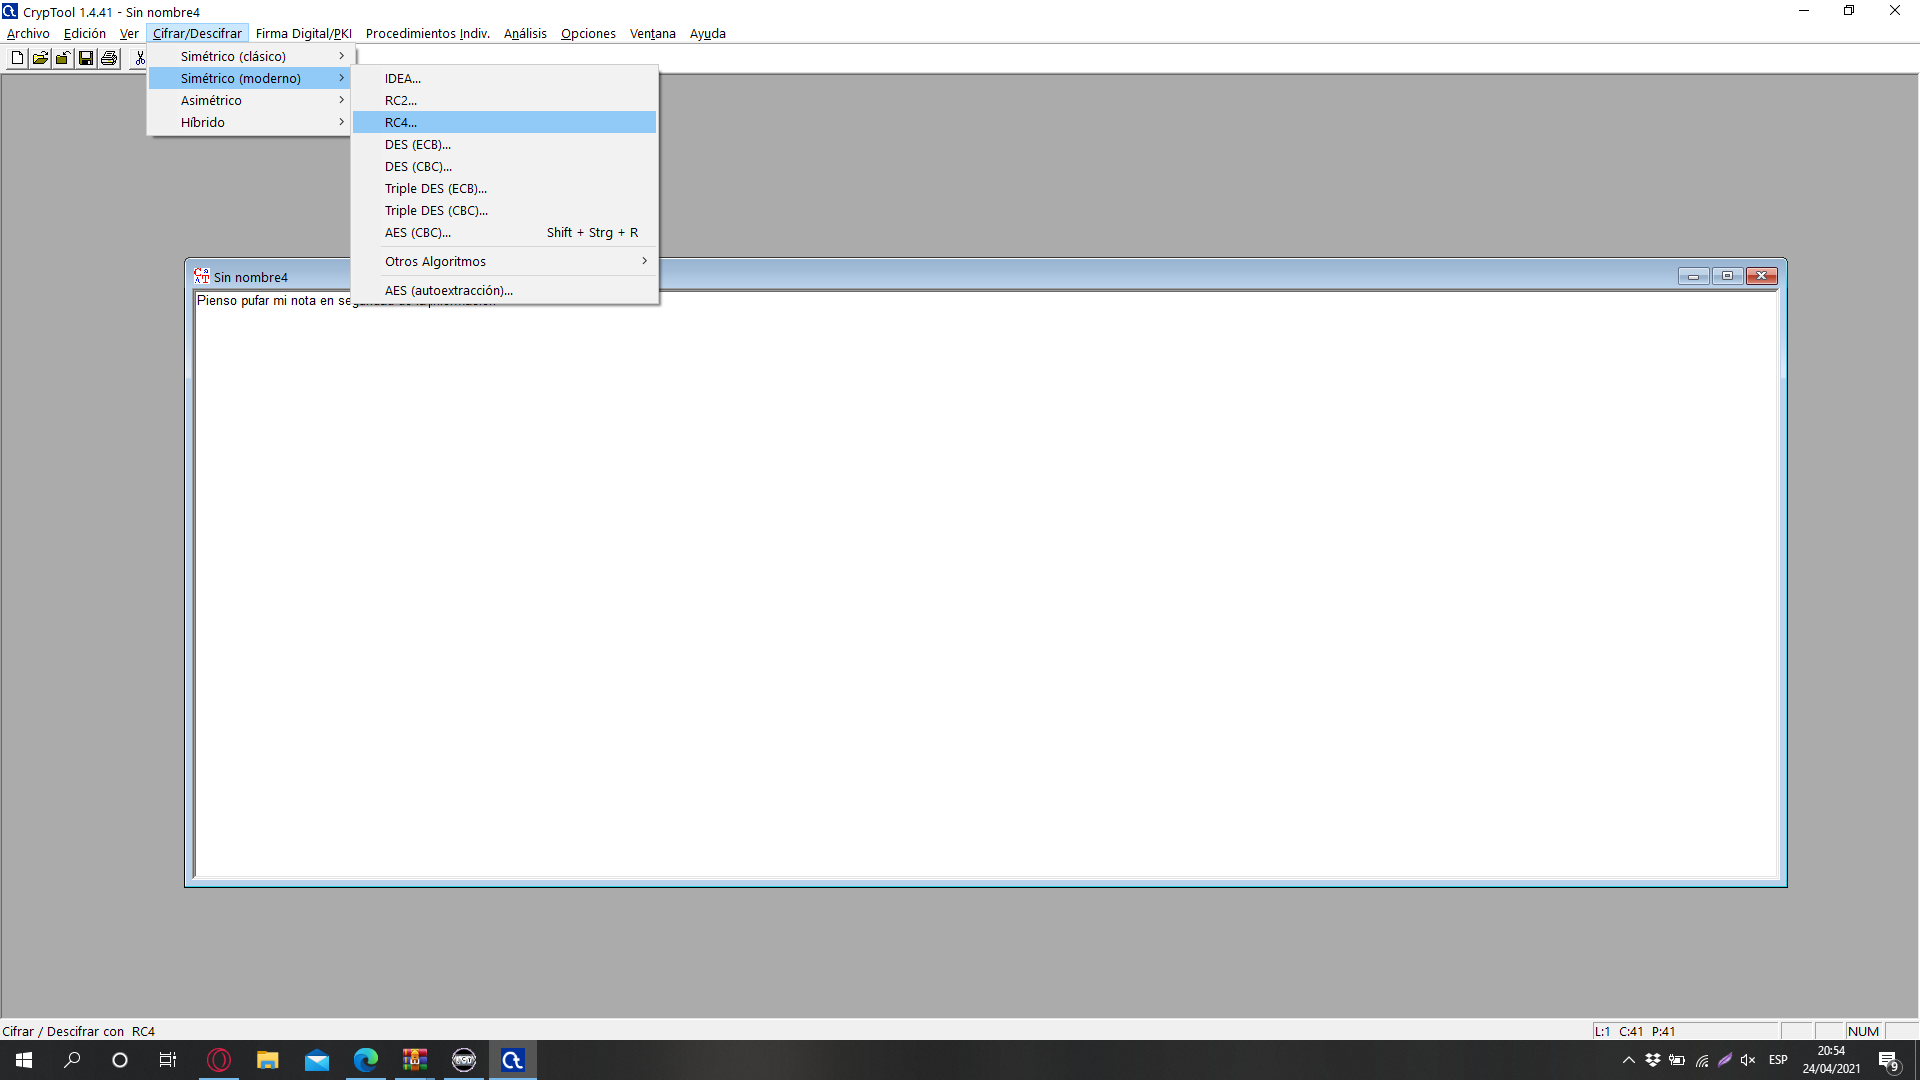 CrypTool 1.4.41 - Sin nombre4
Archivo Edición Ver Cifrar/Descifrar Firma Digital/PKI Procedimientos Indiv. Análisis Opciones Ventana Ayuda
Simétrico (clásico)
Simétrico (moderno)
Asimétrico
Híbrido
IDEA...
RC2...
RC4...
DES (ECB)...
DES (CBC)...
Triple DES (ECB)...
Triple DES (CBC)...
AES (CBC)... Shift + Strg + R
Otros Algoritmos
AES (autoextracción)...
Sin nombre4
Pienso pufar mi nota en
Cifrar / Descifrar con RC4
L:1 C:41 P:41
NUM
ESP
20:54
24/04/2021
9